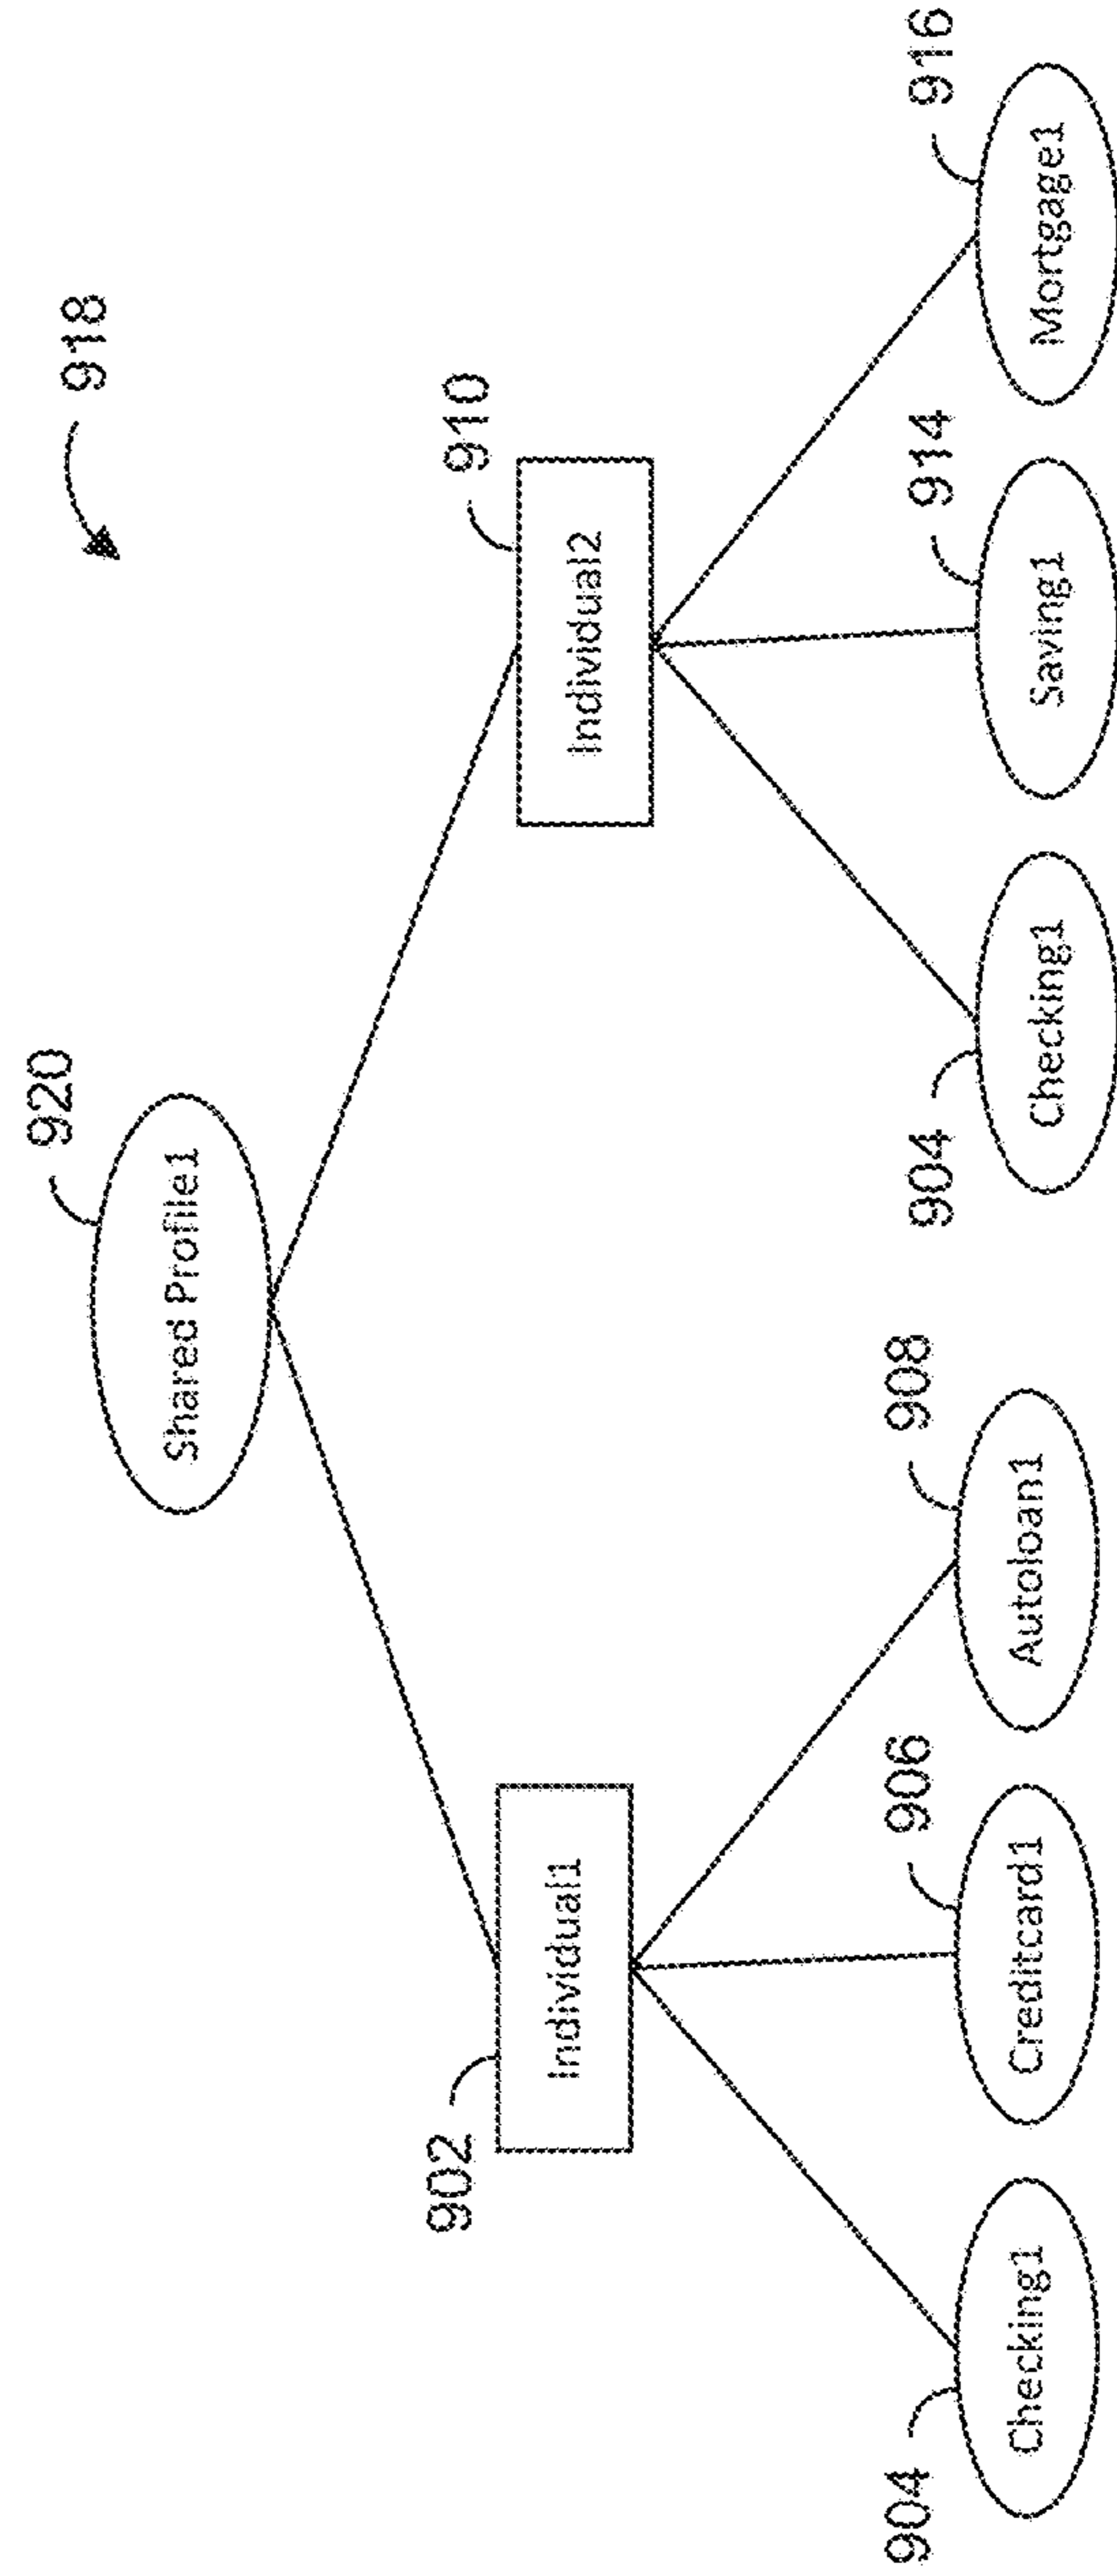 918
920
Shared Profile1
902
Individual1
910
Individual2
904
Checking1
906
Creditcard1
908
Autoloan1
904
Checking1
914
Saving1
916
Mortgage1